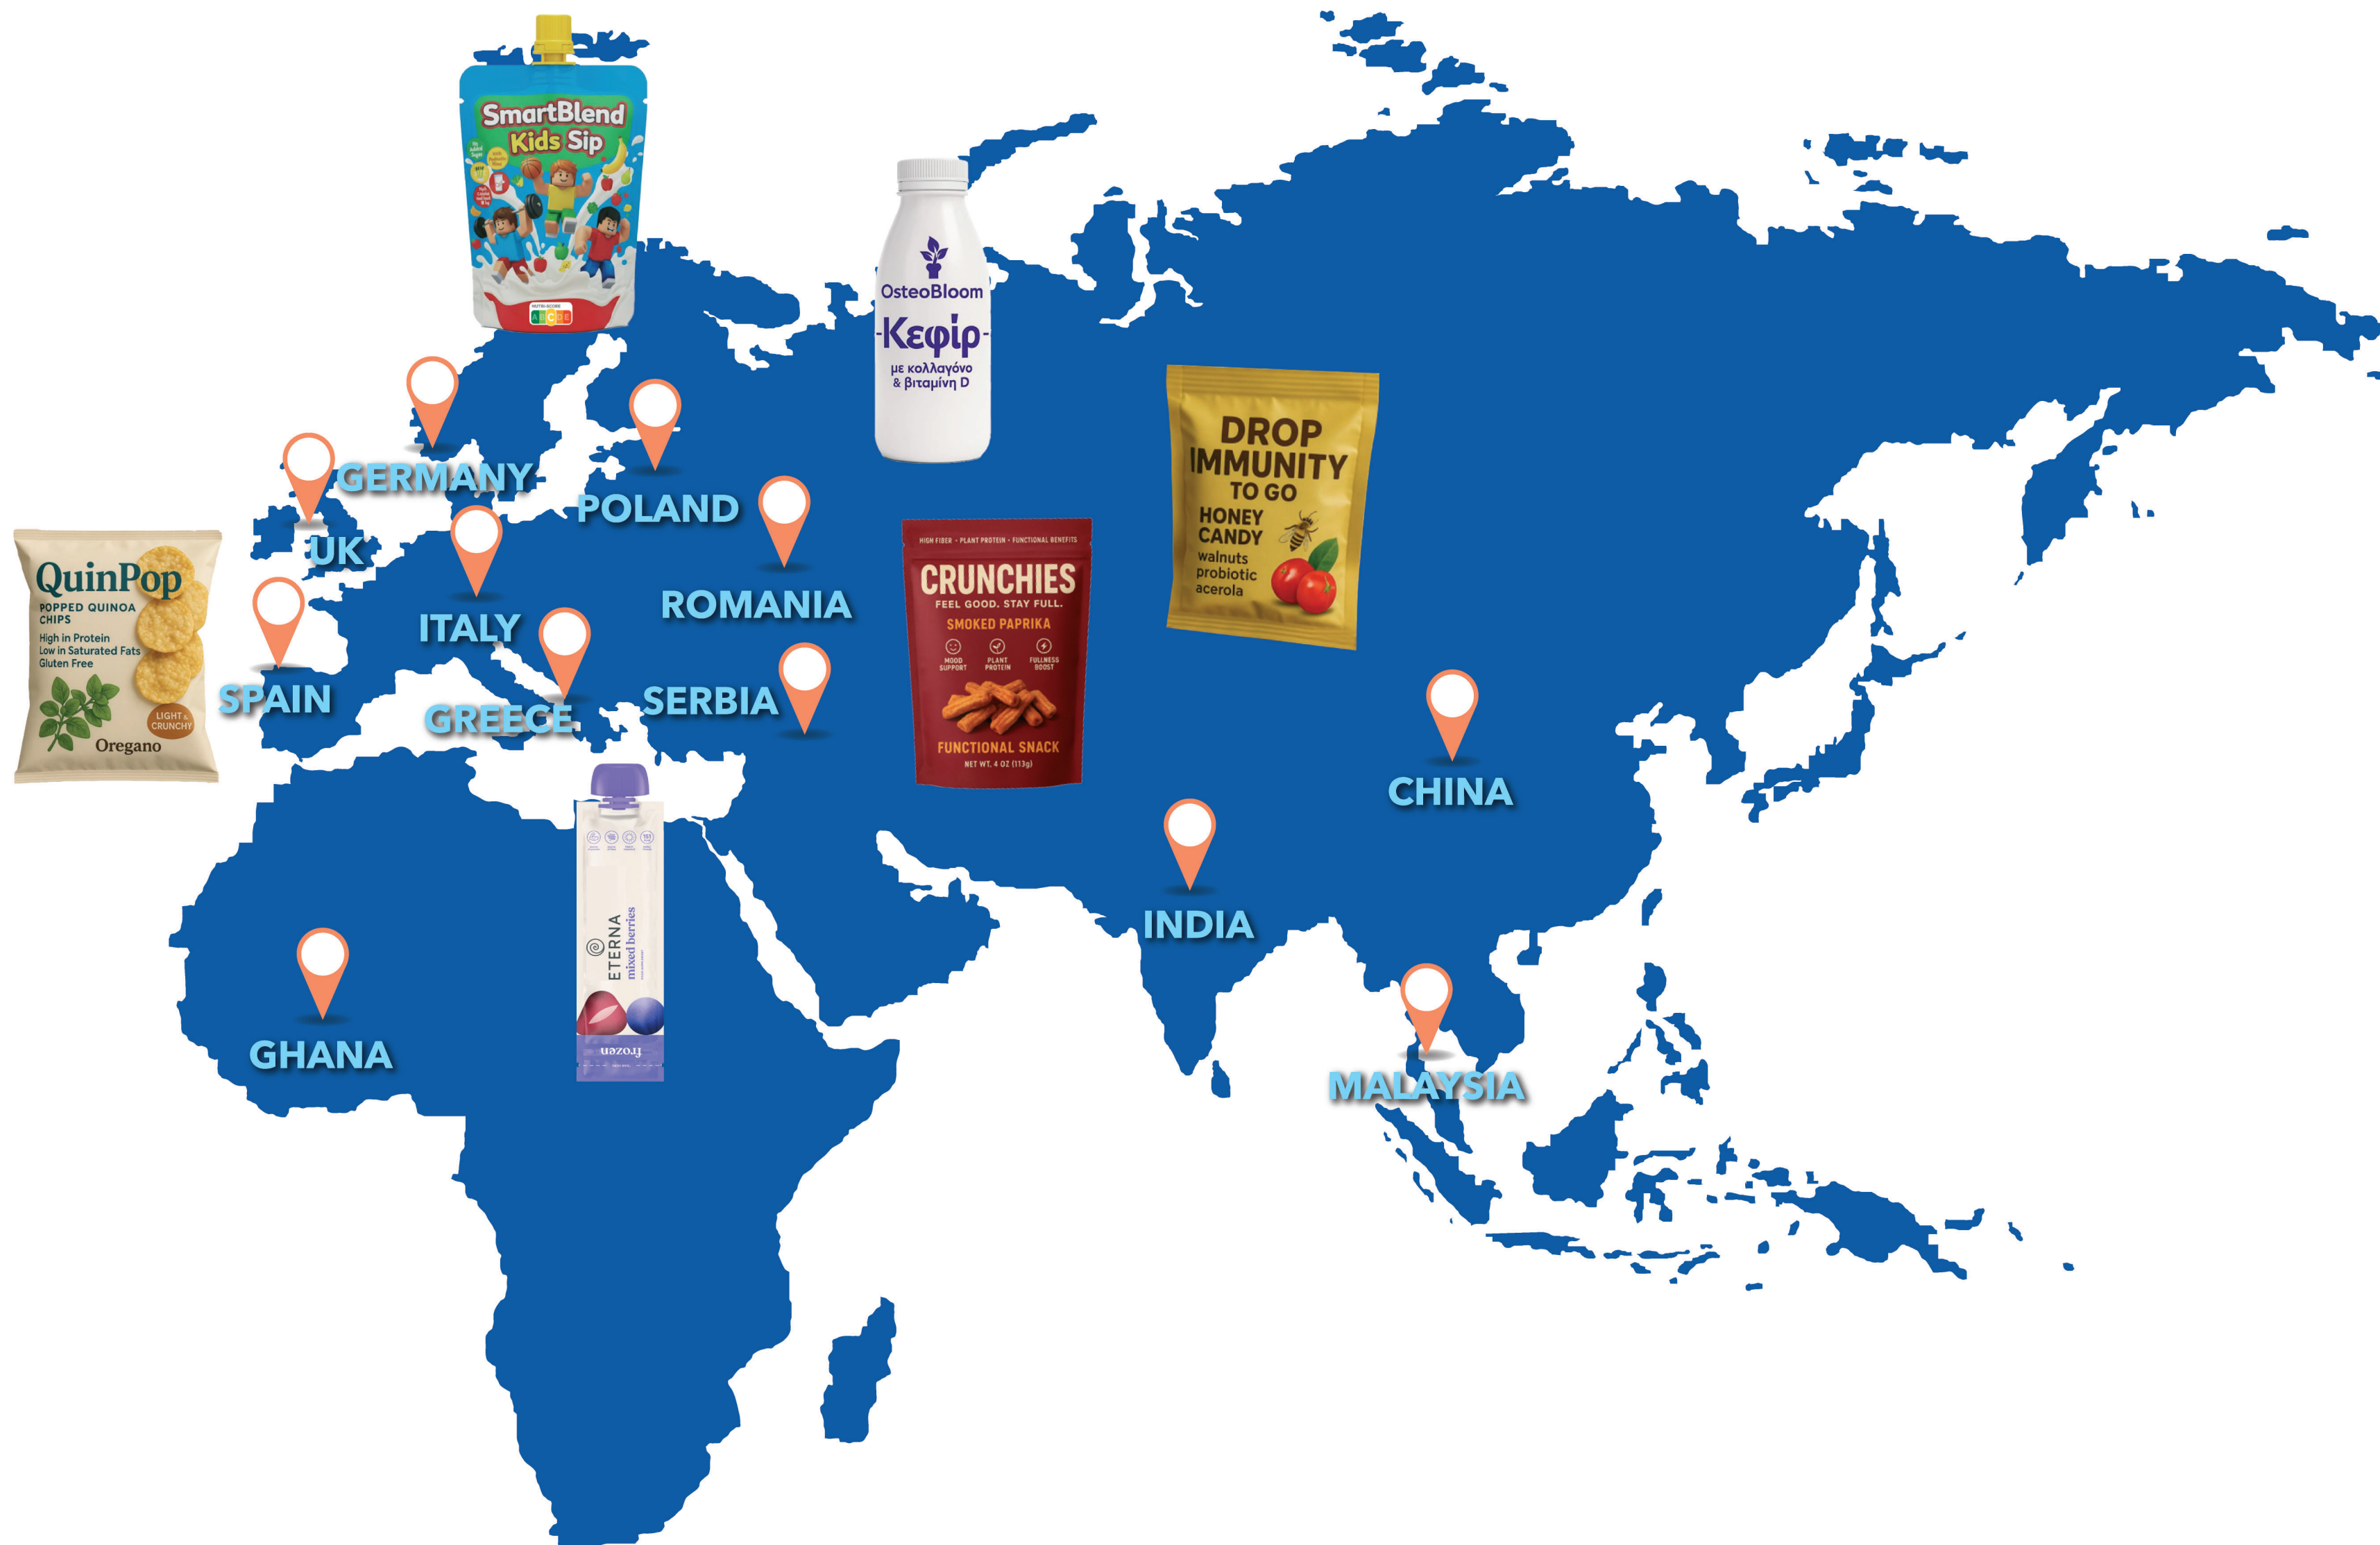 SmartBlend
Kids Sip
NUTRI-SCORE
A B C D E
OsteoBloom
-Κεφίρ-
με κολλαγόνο
& βιταμίνη D
DROP
IMMUNITY
TO GO
HONEY
CANDY
walnuts
probiotic
acerola
GERMANY
POLAND
UK
ROMANIA
ITALY
QuinPop
POPPED QUINOA
CHIPS
High in Protein
Low in Saturated Fats
Gluten Free
LIGHT &
CRUNCHY
Oregano
SPAIN
GREECE
SERBIA
HIGH FIBER • PLANT PROTEIN • FUNCTIONAL BENEFITS
CRUNCHIES
FEEL GOOD. STAY FULL.
SMOKED PAPRIKA
MOOD
SUPPORT
PLANT
PROTEIN
FULLNESS
BOOST
FUNCTIONAL SNACK
NET WT. 4 OZ (113g)
CHINA
INDIA
ETERNA
mixed berries
frozen
GHANA
MALAYSIA